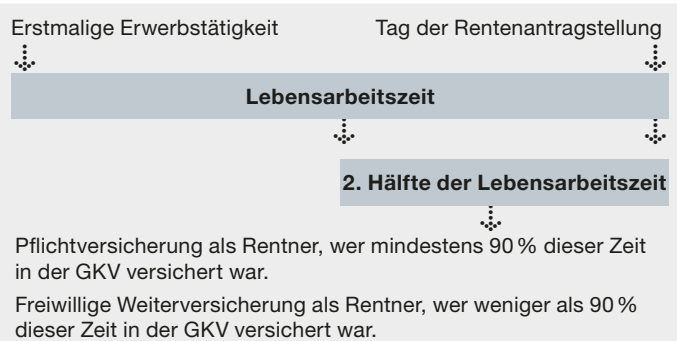 Erstmalige Erwerbstätigkeit Tag der Rentenantragstellung
Lebensarbeitszeit
2. Hälfte der Lebensarbeitszeit
Pflichtversicherung als Rentner, wer mindestens 90 % dieser Zeit
in der GKV versichert war.
Freiwillige Weiterversicherung als Rentner, wer weniger als 90 %
dieser Zeit in der GKV versichert war.